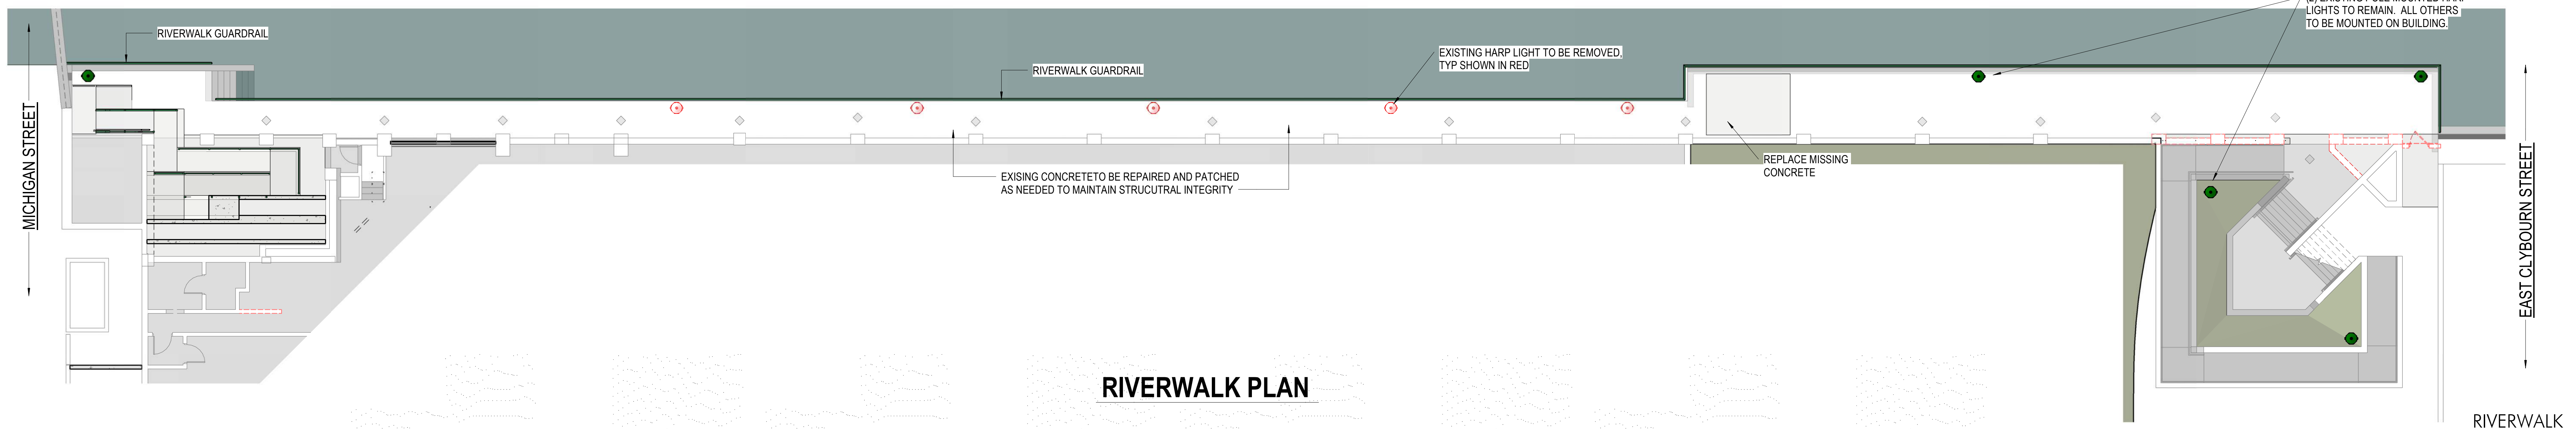 LIGHTS TO REMAIN. ALL OTHERS
TO BE MOUNTED ON BUILDING.
RIVERWALK GUARDRAIL
EXISTING HARP LIGHT TO BE REMOVED,
TYP SHOWN IN RED
RIVERWALK GUARDRAIL
MICHIGAN STREET
REPLACE MISSING
CONCRETE
EXISING CONCRETETO BE REPAIRED AND PATCHED
AS NEEDED TO MAINTAIN STRUCUTRAL INTEGRITY
EAST CLYBOURN STREET
RIVERWALK PLAN
RIVERWALK